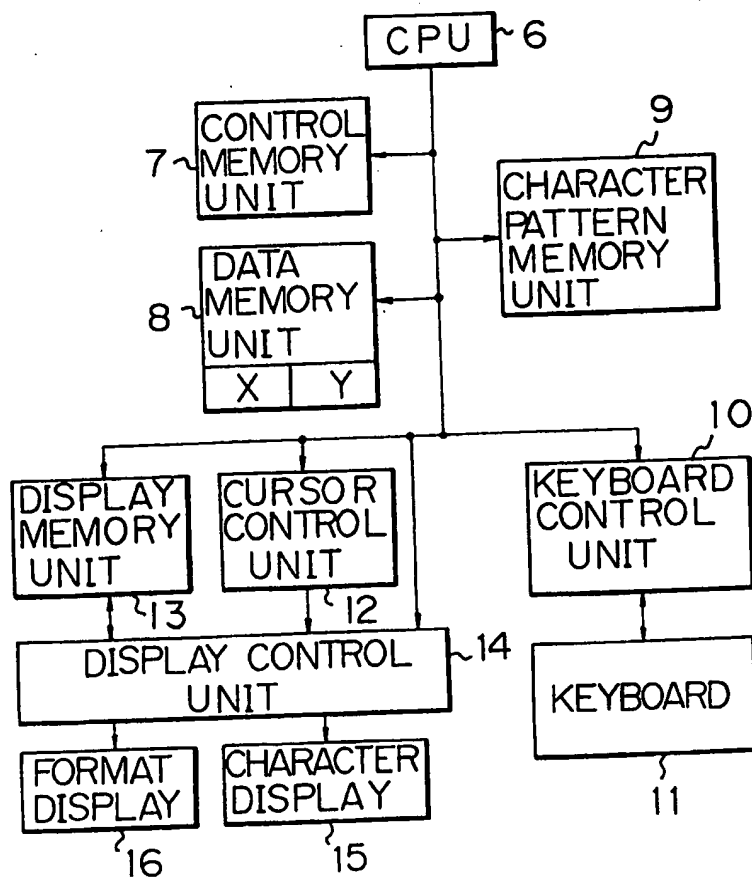 CPU
6
CONTROL
MEMORY
UNIT
7
9
CHARACTER
PATTERN
MEMORY
UNIT
DATA
MEMORY
UNIT
8
X Y
10
DISPLAY
MEMORY
UNIT
13
CURSOR
CONTROL
UNIT
12
KEYBOARD
CONTROL
UNIT
DISPLAY CONTROL
UNIT
14
KEYBOARD
11
FORMAT
DISPLAY
16
CHARACTER
DISPLAY
15